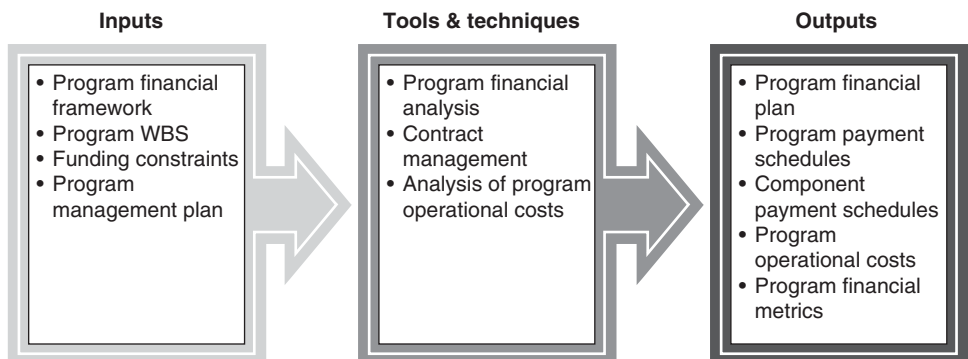 Inputs
• Program financial
framework
• Program WBS
• Funding constraints
• Program
management plan
Tools & techniques
• Program financial
analysis
• Contract
management
• Analysis of program
operational costs
Outputs
• Program financial
plan
• Program payment
schedules
• Component
payment schedules
• Program
operational costs
• Program financial
metrics